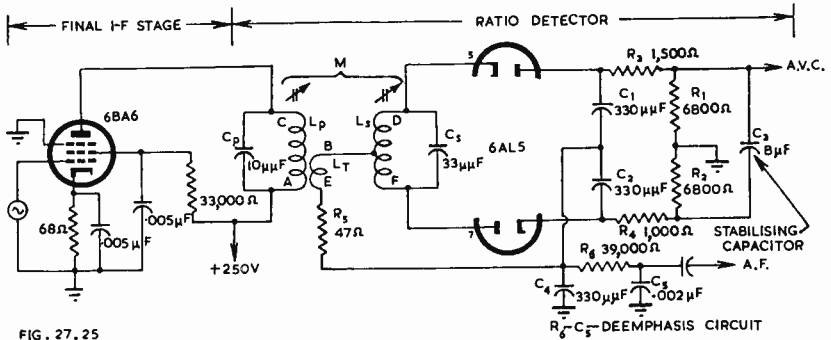 FINAL I-F STAGE
RATIO DETECTOR
6BA6
M
5
R3 1,500Ω
A.V.C.
C
Lp
Ls
D
C1
330µµF
R1
6800Ω
Cp
10µµF
B
LT
Cs
33µµF
6AL5
C3
8µF
A
E
F
C2
330µµF
R2
6800Ω
33,000Ω
.005µF
68Ω
.005µF
+250V
R5
47Ω
7
R4 1,000Ω
STABILISING
CAPACITOR
R6 39,000Ω
A.F.
C4
330µµF
C5
.002µF
R6-C5-DEEMPHASIS CIRCUIT
FIG. 27.25